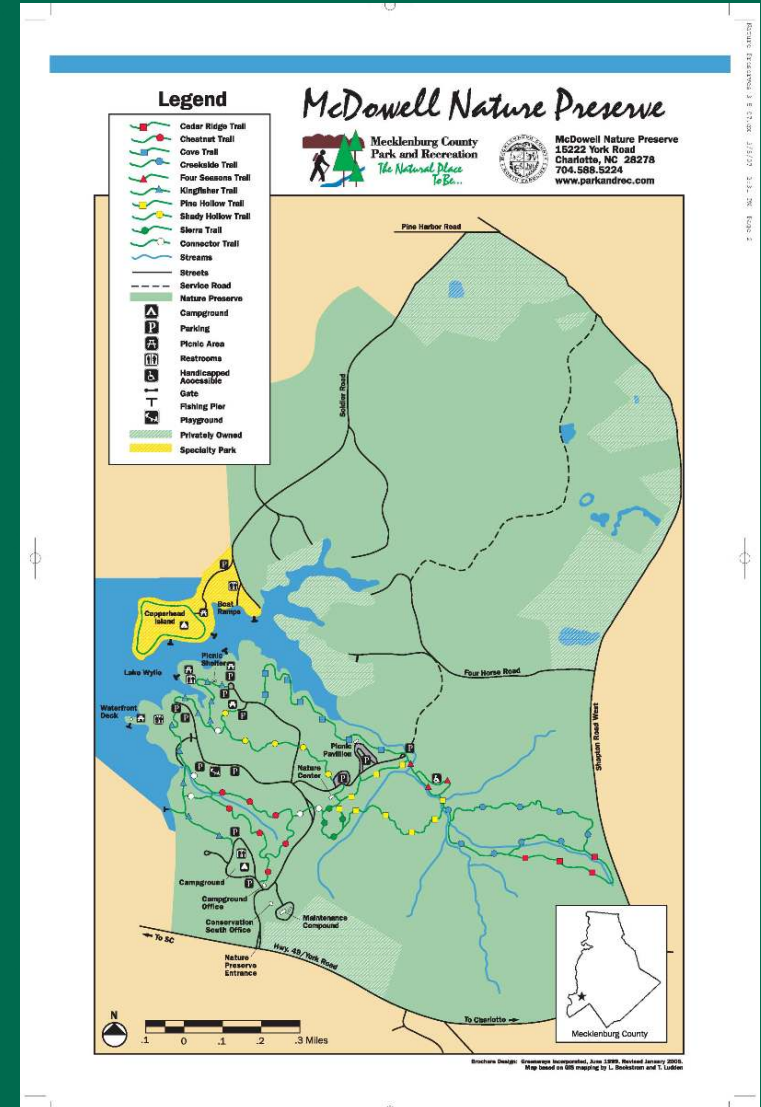 Legend
Cedar Ridge Trail
Chestnut Trail
Cove Trail
Creekside Trail
Four Seasons Trail
Kingfisher Trail
Pine Hollow Trail
Shady Hollow Trail
Sierra Trail
Connector Trail
Streams
Streets
Service Road
Nature Preserve
Campground
P
Parking
Picnic Area
Restrooms
Handicapped
Accessible
Gate
Fishing Pier
Playground
Privately Owned
Specialty Park
McDowell Nature Preserve
Mecklenburg County
Park and Recreation
The Natural Place
To Be...
McDowell Nature Preserve
15222 York Road
Charlotte, NC 28278
704.588.5224
www.parkandrec.com
Pine Harbor Road
Soldier Road
P
Boat
Ramps
Copperhead
Island
Picnic
Shelter
Lake Wylie
Four Horse Road
Shopton Road West
Waterfront
Deck
P
P
P
P
P
P
Picnic
Pavilion
P
P
Nature
Center
P
P
P
P
P
Campground
Campground
Office
Conservation
South Office
Maintenance
Compound
Nature
Preserve
Entrance
To SC
Hwy. 49/York Road
To Charlotte
Mecklenburg County
N
.1 0 .1 .2 .3 Miles
Brochure Design: Greenways Incorporated, June 1999. Revised January 2005.
Map based on GIS mapping by L. Backstrom and T. Ludden